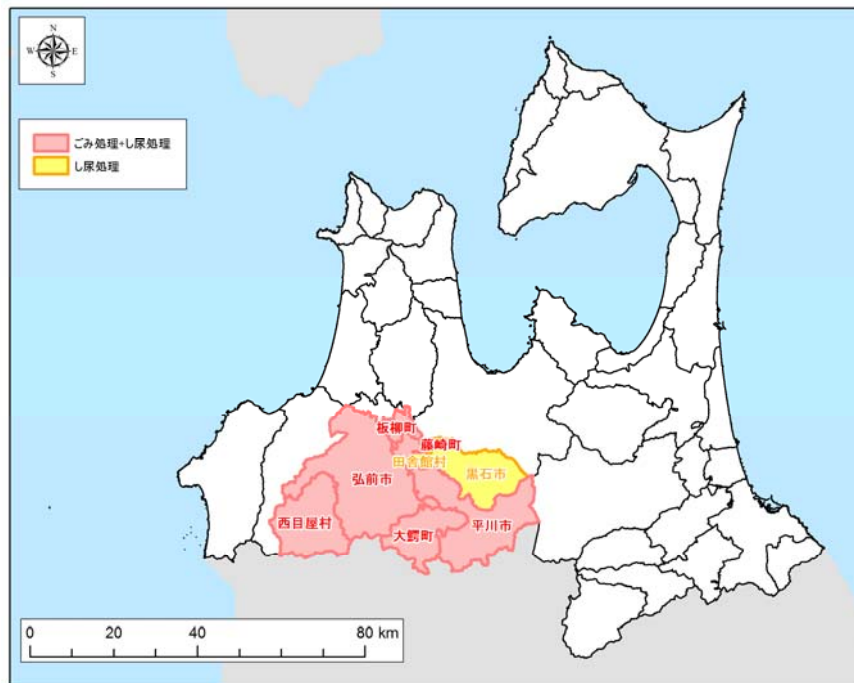 N
W E
S
ごみ処理+し尿処理
し尿処理
板柳町
藤崎町
田舎館村
黒石市
弘前市
西目屋村
平川市
大鰐町
0 20 40 80 km